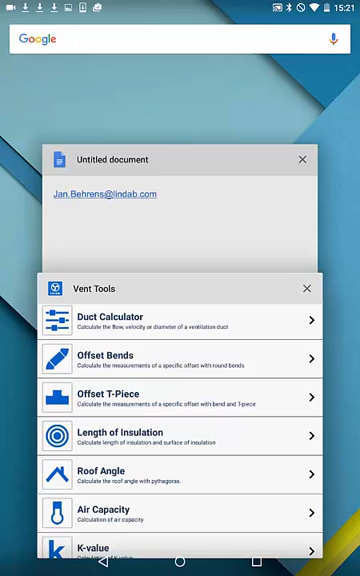 15:21
Google
Untitled document
Jan.Behrens@lindab.com
Vent Tools
Duct Calculator
Calculate the flow, velocity or diameter of a ventilation duct
Offset Bends
Calculate the measurements of a specific offset with round bends
Offset T-Piece
Calculate the measurements of a specific offset with bend and T-piece
Length of Insulation
Calculate length of insulation and surface of insulation
Roof Angle
Calculate the roof angle with pythagoras.
Air Capacity
Calculation of air capacity
K-value